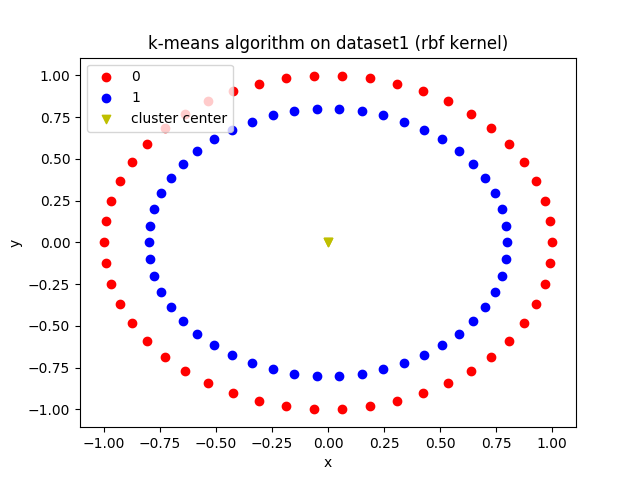 k-means algorithm on dataset1 (rbf kernel)
0
1
cluster center
1.00
0.75
0.50
0.25
0.00
−0.25
−0.50
−0.75
−1.00
y
−1.00 −0.75 −0.50 −0.25 0.00 0.25 0.50 0.75 1.00
x